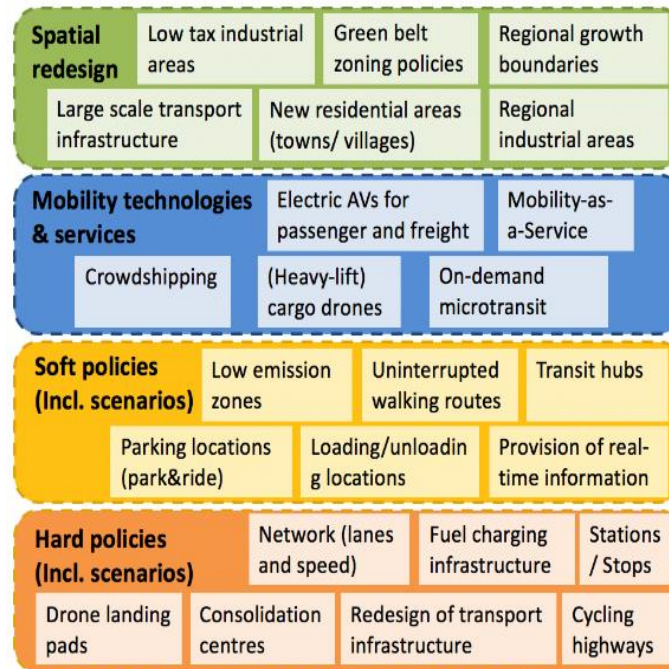 Spatial
redesign
Low tax industrial
areas
Green belt
zoning policies
Regional growth
boundaries
Large scale transport
infrastructure
New residential areas
(towns/ villages)
Regional
industrial areas
Mobility technologies
& services
Electric AVs for
passenger and freight
Mobility-as-
a-Service
Crowdshipping
(Heavy-lift)
cargo drones
On-demand
microtransit
Soft policies
(Incl. scenarios)
Low emission
zones
Uninterrupted
walking routes
Transit hubs
Parking locations
(park&ride)
Loading/unloadin
g locations
Provision of real-
time information
Hard policies
(Incl. scenarios)
Network (lanes
and speed)
Fuel charging
infrastructure
Stations
/ Stops
Drone landing
pads
Consolidation
centres
Redesign of transport
infrastructure
Cycling
highways